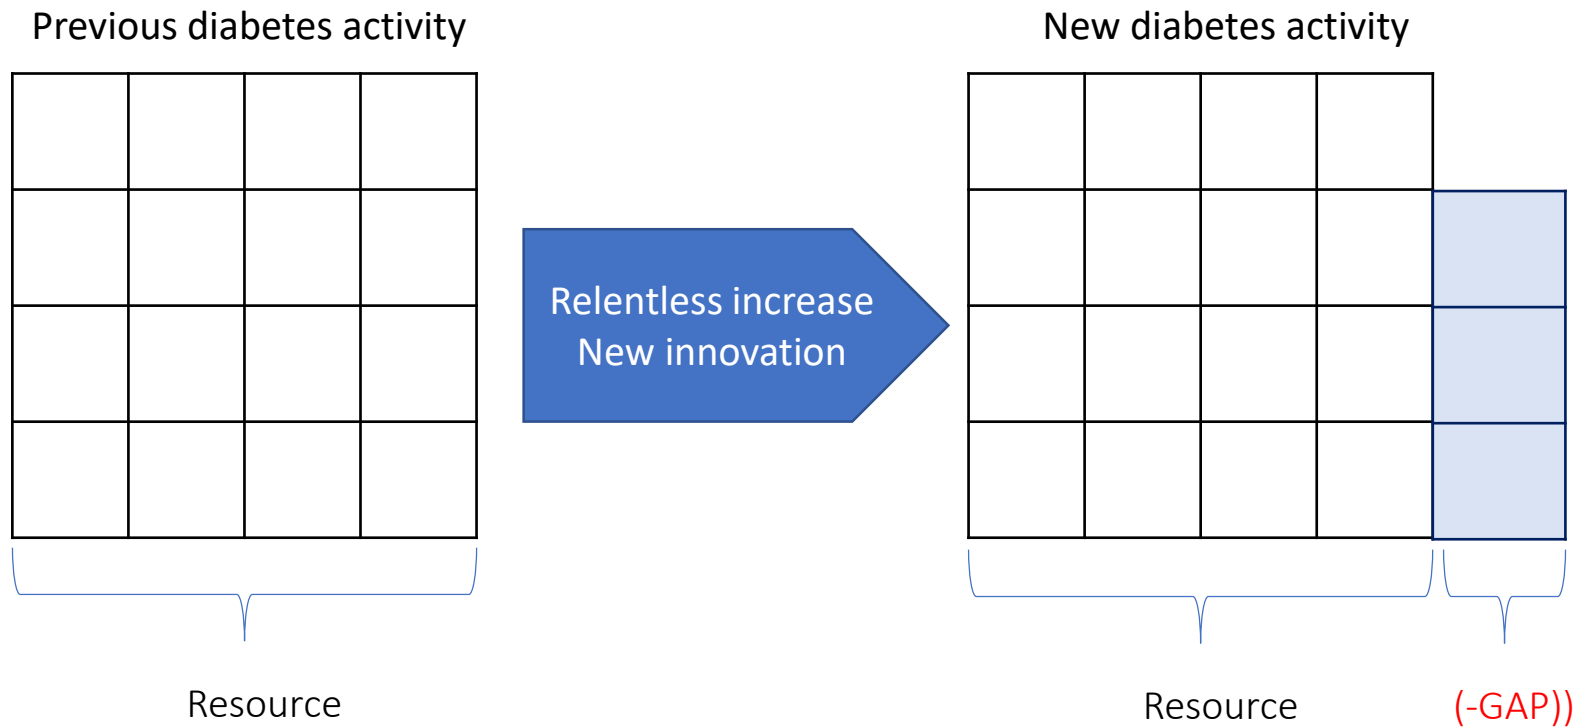 Previous diabetes activity
New diabetes activity
Relentless increase
New innovation
Resource
Resource
(-GAP))